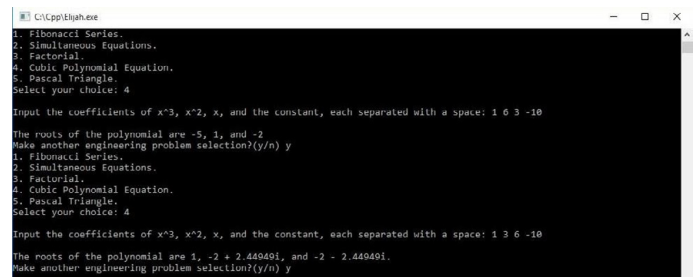 C:\Cpp\Elijah.exe
1. Fibonacci Series.
2. Simultaneous Equations.
3. Factorial.
4. Cubic Polynomial Equation.
5. Pascal Triangle.
Select your choice: 4
Input the coefficients of x^3, x^2, x, and the constant, each separated with a space: 1 6 3 -10
The roots of the polynomial are -5, 1, and -2
Make another engineering problem selection?(y/n) y
1. Fibonacci Series.
2. Simultaneous Equations.
3. Factorial.
4. Cubic Polynomial Equation.
5. Pascal Triangle.
Select your choice: 4
Input the coefficients of x^3, x^2, x, and the constant, each separated with a space: 1 3 6 -10
The roots of the polynomial are 1, -2 + 2.44949i, and -2 - 2.44949i.
Make another engineering problem selection?(y/n) y